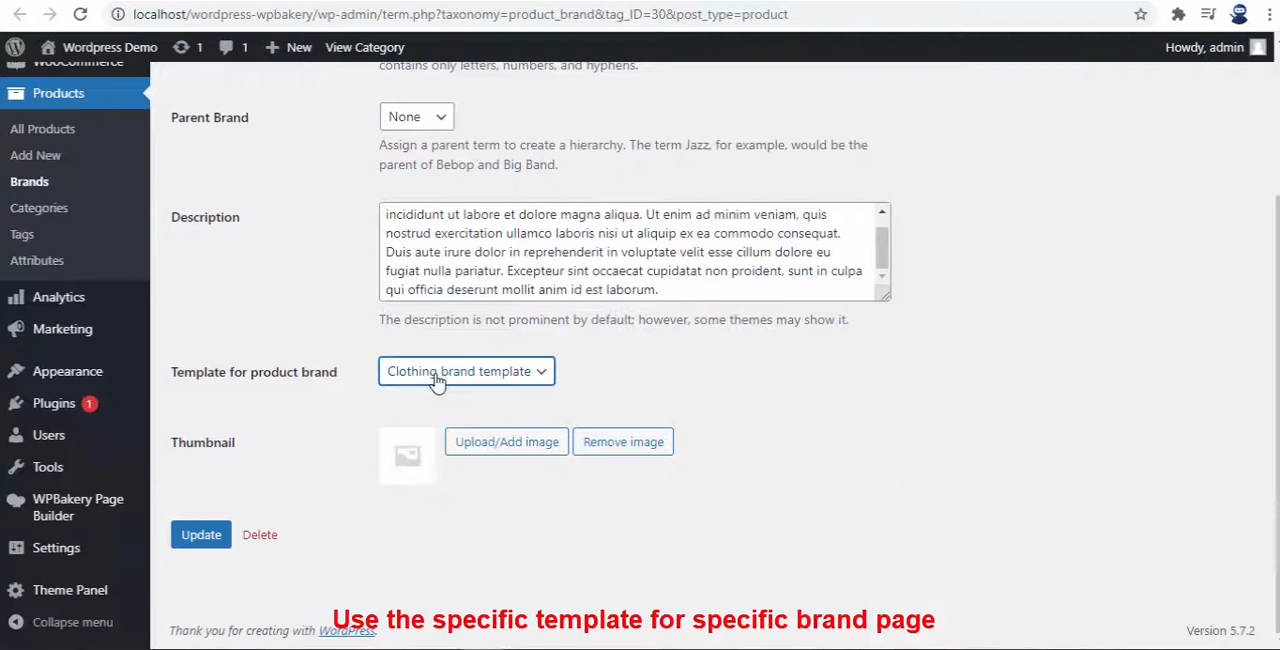 localhost/wordpress-wpbakery/wp-admin/term.php?taxonomy=product_brand&tag_ID=30&post_type=product
Wordpress Demo 1 1 New View Category Howdy, admin
WooCommerce
Products
All Products
Add New
Brands
Categories
Tags
Attributes
Analytics
Marketing
Appearance
Plugins 1
Users
Tools
WPBakery Page
Builder
Settings
Theme Panel
Collapse menu
contains only letters, numbers, and hyphens.
Parent Brand
None
Assign a parent term to create a hierarchy. The term Jazz, for example, would be the
parent of Bebop and Big Band.
Description
incididunt ut labore et dolore magna aliqua. Ut enim ad minim veniam, quis
nostrud exercitation ullamco laboris nisi ut aliquip ex ea commodo consequat.
Duis aute irure dolor in reprehenderit in voluptate velit esse cillum dolore eu
fugiat nulla pariatur. Excepteur sint occaecat cupidatat non proident, sunt in culpa
qui officia deserunt mollit anim id est laborum.
The description is not prominent by default; however, some themes may show it.
Template for product brand
Clothing brand template
Thumbnail
Upload/Add image Remove image
Update Delete
Use the specific template for specific brand page
Thank you for creating with WordPress.
Version 5.7.2